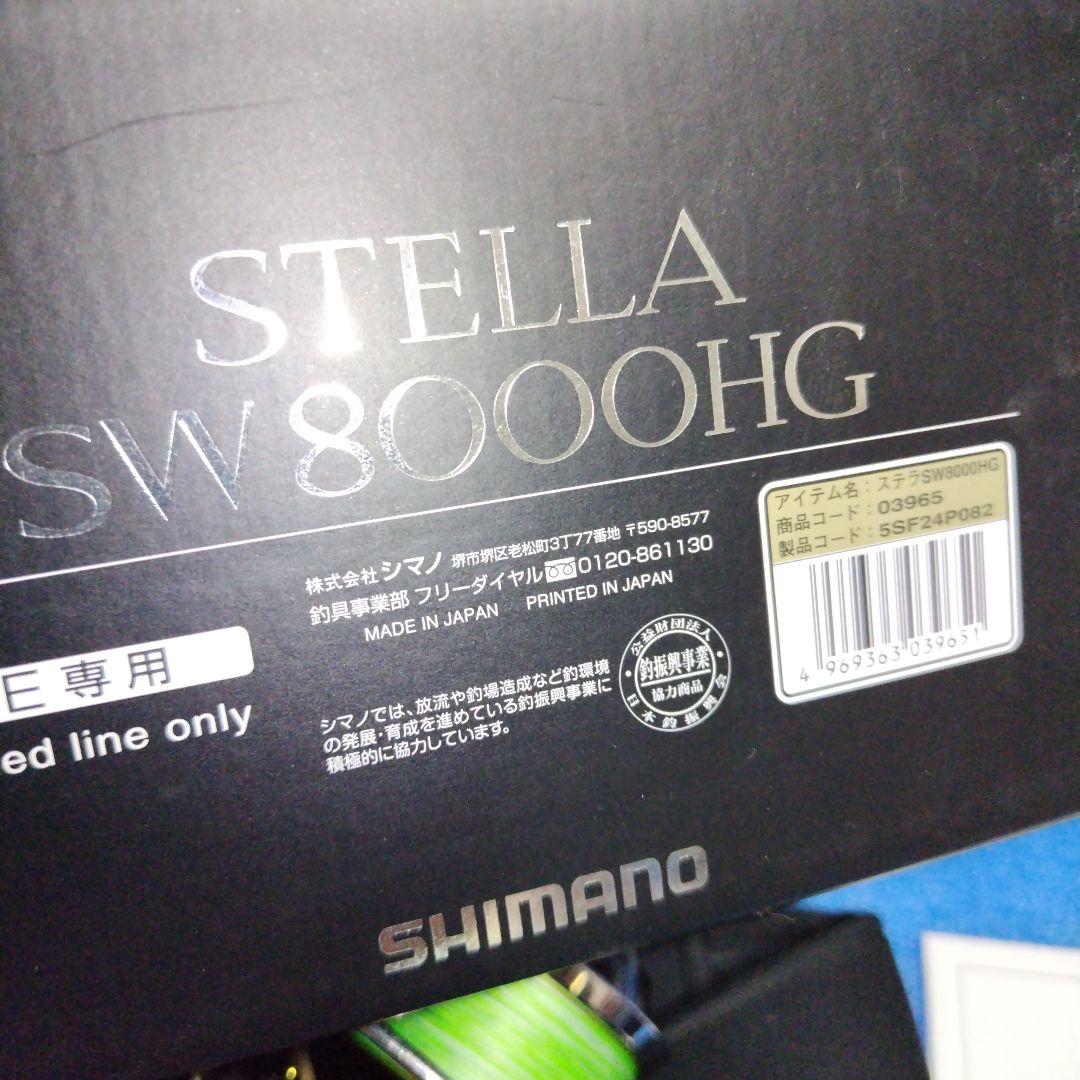 STELLA
SW 8000HG
アイテム名：ステラSW8000HG
商品コード：03965
製品コード：5SF24P082
4 969363 039651
株式会社 シマノ 堺市堺区老松町3丁77番地 〒590-8577
釣具事業部 フリーダイヤル 0120-861130
MADE IN JAPAN PRINTED IN JAPAN
E専用
ed line only
シマノでは、放流や釣場造成など釣環境
の発展・育成を進めている釣振興事業に
積極的に協力しています。
公益財団法人
釣振興事業
協力商品
日本釣振興会
SHIMANO